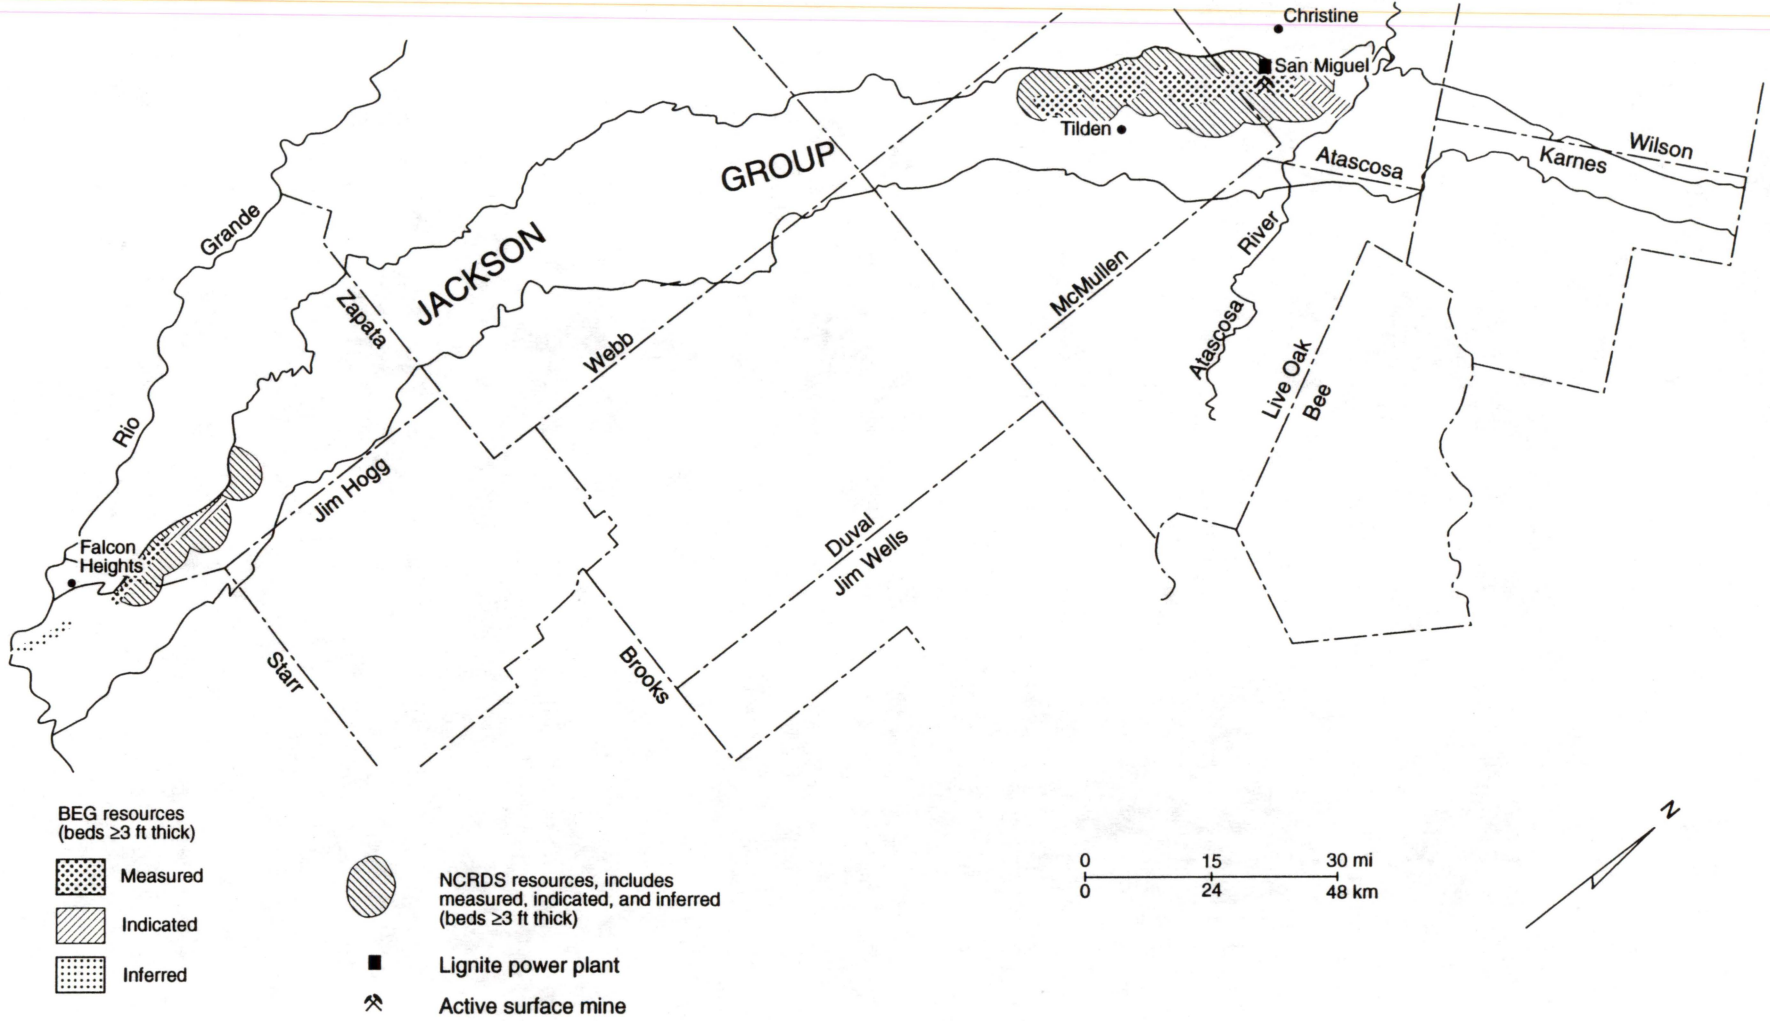 Christine
San Miguel
Tilden
Wilson
Karnes
Atascosa
GROUP
JACKSON
Grande
Rio
Zapata
Webb
McMullen
River
Atascosa
Live Oak
Bee
Jim Hogg
Falcon
Heights
Duval
Jim Wells
Starr
Brooks
BEG resources
(beds ≥3 ft thick)
Measured
Indicated
Inferred
NCRDS resources, includes
measured, indicated, and inferred
(beds ≥3 ft thick)
Lignite power plant
Active surface mine
0 15 30 mi
0 24 48 km
N